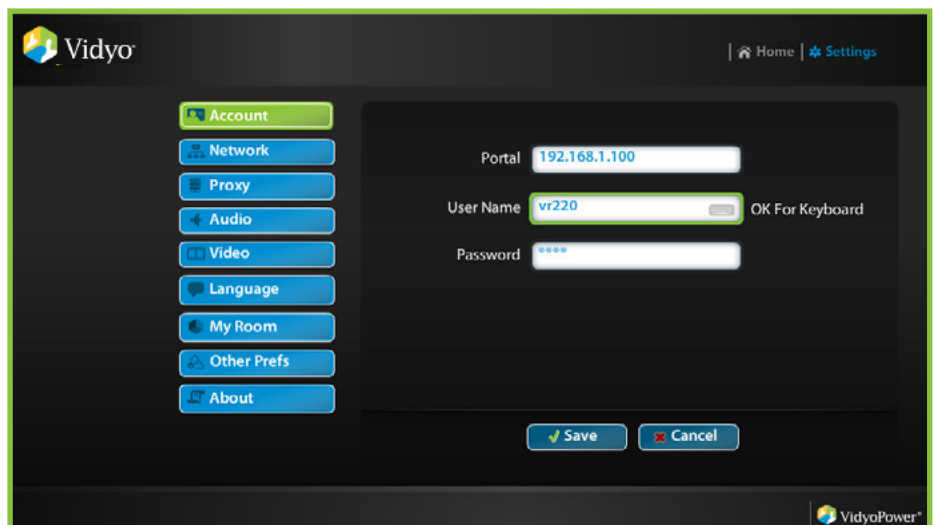 Vidyo
Home
Settings
Account
Network
Proxy
Audio
Video
Language
My Room
Other Prefs
About
Portal 192.168.1.100
User Name vr220 OK For Keyboard
Password ****
Save
Cancel
VidyoPower